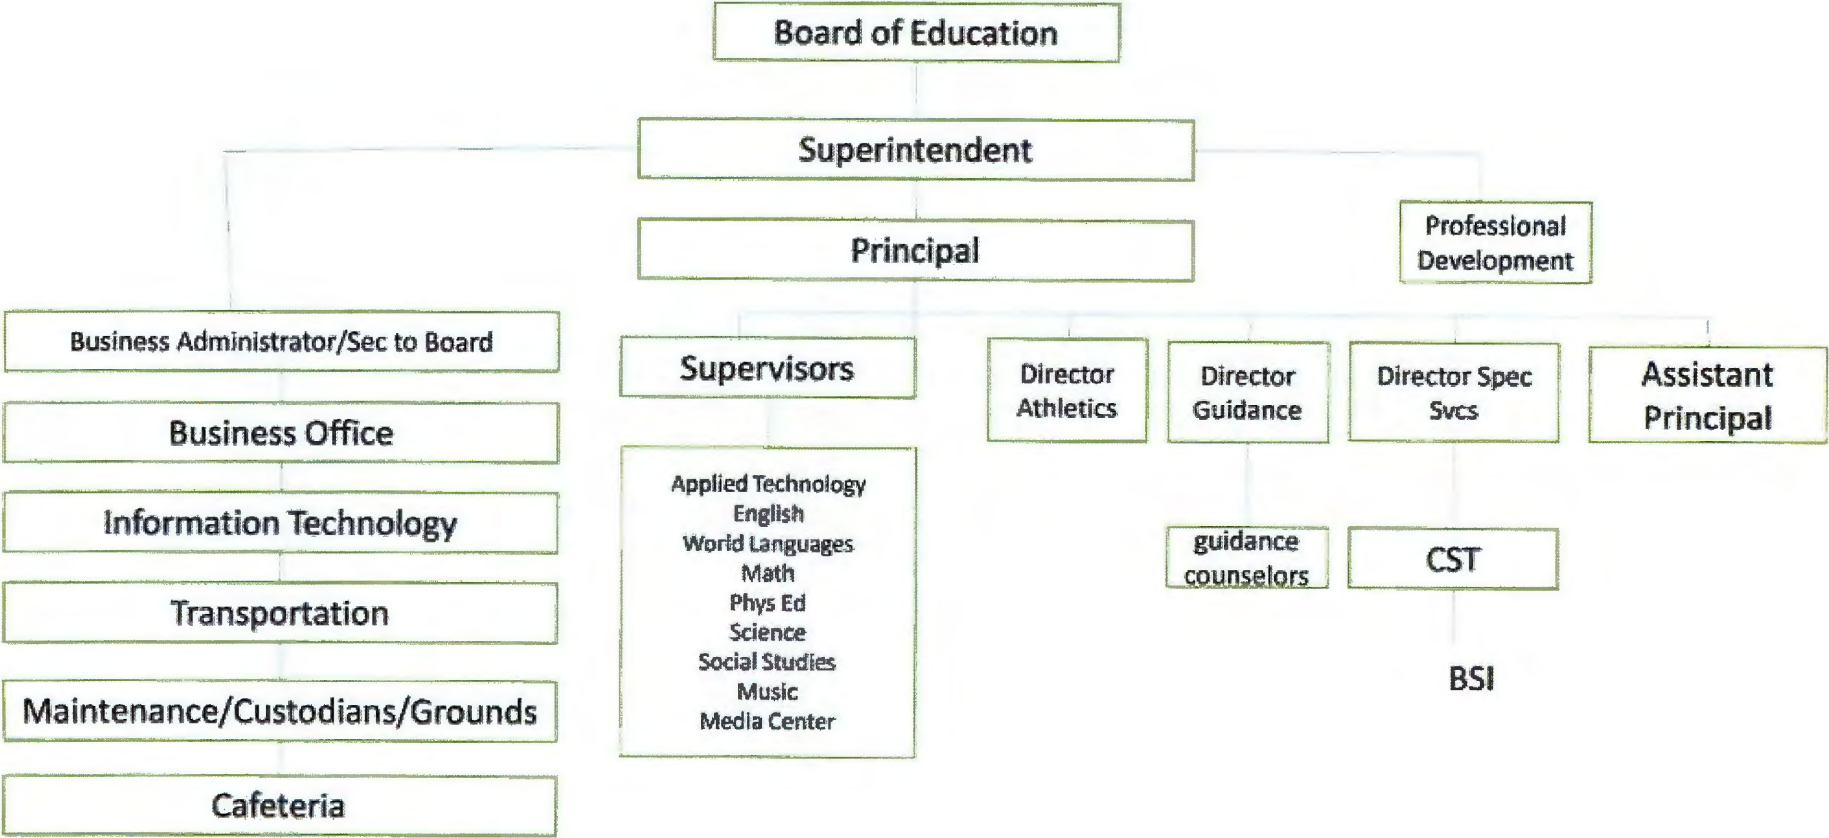 Board of Education
Superintendent
Principal
Professional
Development
Business Administrator/Sec to Board
Business Office
Information Technology
Transportation
Maintenance/Custodians/Grounds
Cafeteria
Supervisors
Applied Technology
English
World Languages
Math
Phys Ed
Science
Social Studies
Music
Media Center
Director
Athletics
Director
Guidance
guidance
counselors
Director Spec
Svcs
CST
BSI
Assistant
Principal